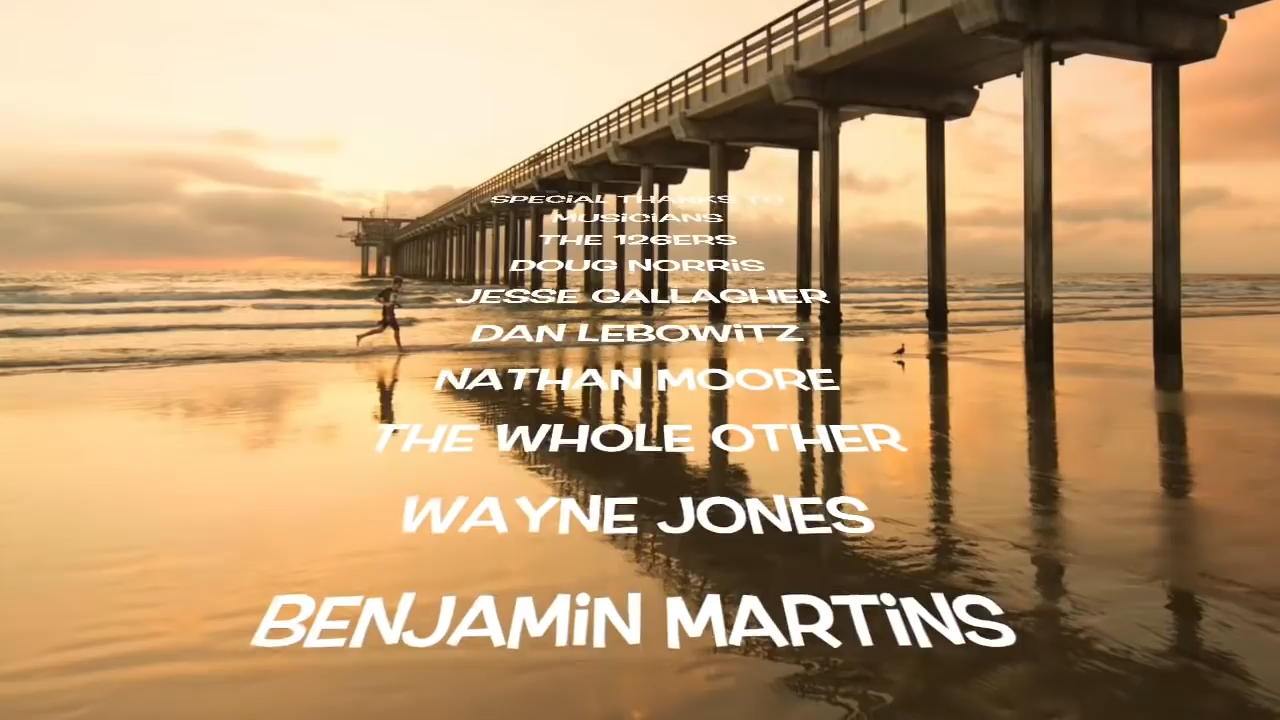 SPECiAL THANKS TO
MUSiCiANS
THE 126ERS
DOUG NORRiS
JESSE GALLAGHER
DAN LEBOWiTZ
NATHAN MOORE
THE WHOLE OTHER
WAYNE JONES
BENJAMiN MARTiNS